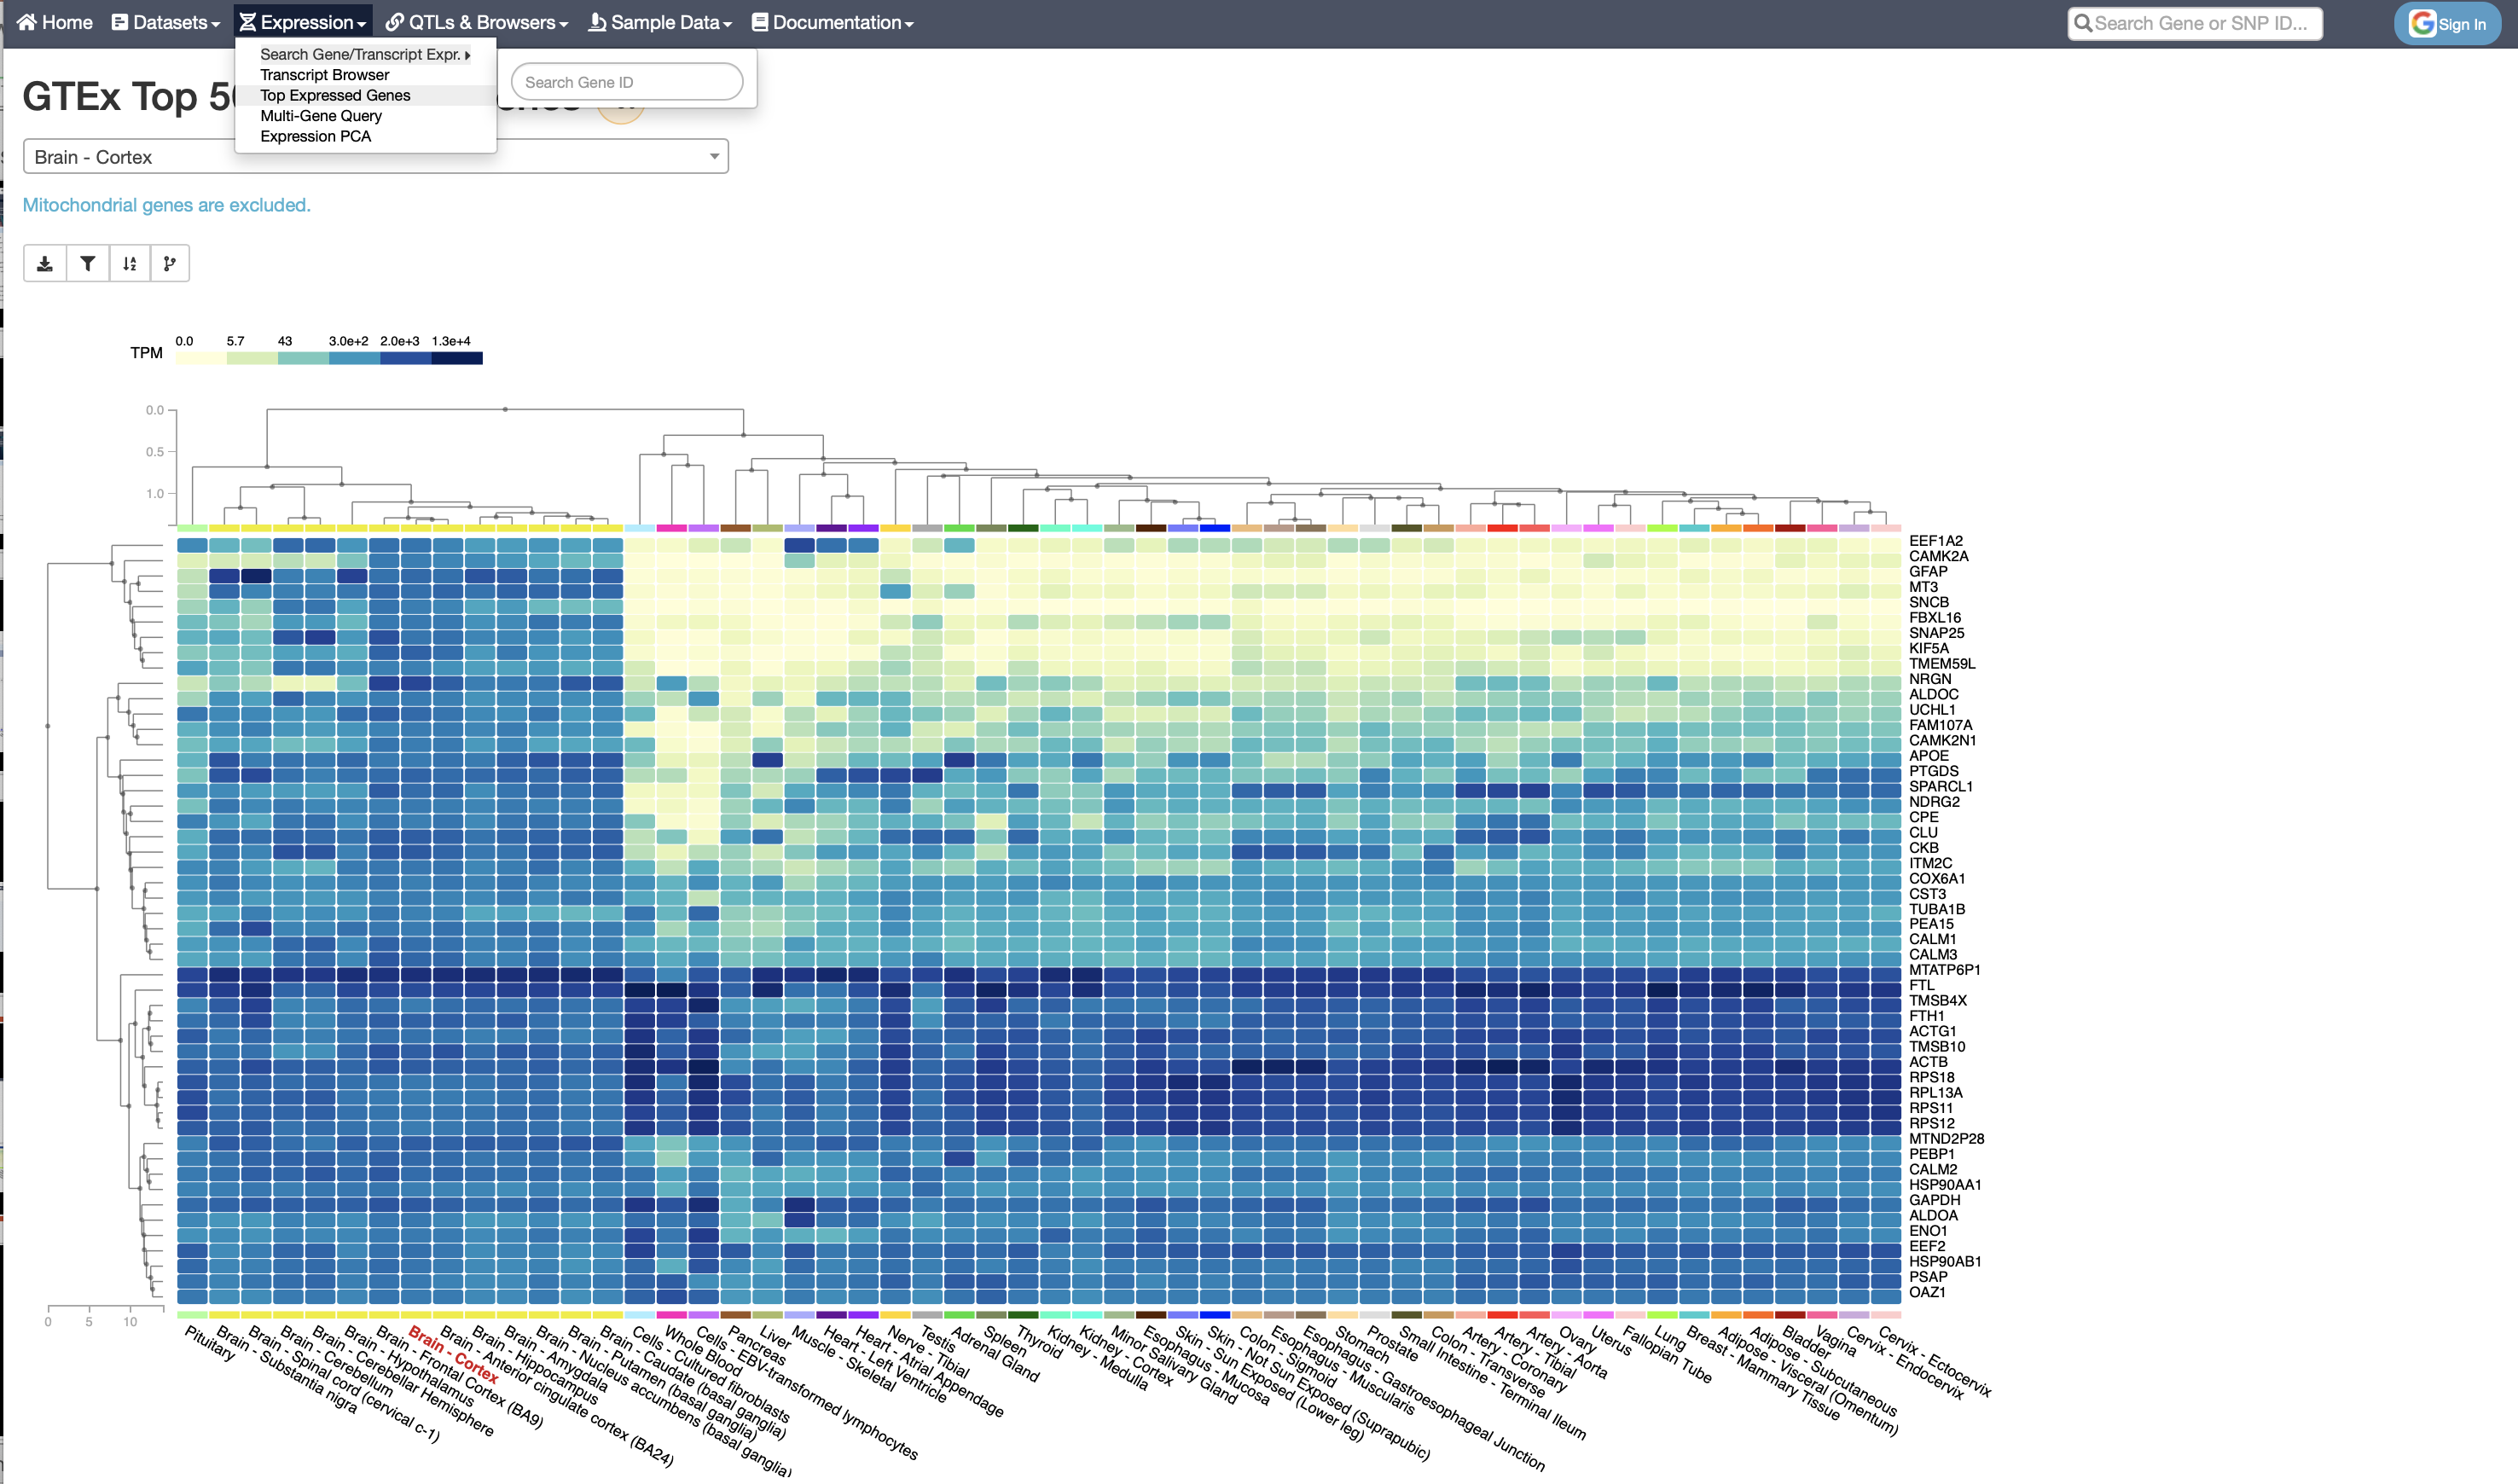 Home Datasets Expression QTLs & Browsers Sample Data Documentation Search Gene or SNP ID... Sign In
Search Gene/Transcript Expr.
Transcript Browser
Top Expressed Genes
Multi-Gene Query
Expression PCA
Search Gene ID
GTEx Top 5
Brain - Cortex
Mitochondrial genes are excluded.
TPM
0.0 5.7 43 3.0e+2 2.0e+3 1.3e+4
0.0
0.5
1.0
EEF1A2
CAMK2A
GFAP
MT3
SNCB
FBXL16
SNAP25
KIF5A
TMEM59L
NRGN
ALDOC
UCHL1
FAM107A
CAMK2N1
APOE
PTGDS
SPARCL1
NDRG2
CPE
CLU
CKB
ITM2C
COX6A1
CST3
TUBA1B
PEA15
CALM1
CALM3
MTATP6P1
FTL
TMSB4X
FTH1
ACTG1
TMSB10
ACTB
RPS18
RPL13A
RPS11
RPS12
MTND2P28
PEBP1
CALM2
HSP90AA1
GAPDH
ALDOA
ENO1
EEF2
HSP90AB1
PSAP
OAZ1
0 5 10
Pituitary
Brain - Substantia nigra
Brain - Spinal cord (cervical c-1)
Brain - Cerebellum
Brain - Cerebellar Hemisphere
Brain - Hypothalamus
Brain - Frontal Cortex (BA9)
Brain - Cortex
Brain - Anterior cingulate cortex (BA24)
Brain - Hippocampus
Brain - Amygdala
Brain - Nucleus accumbens (basal ganglia)
Brain - Putamen (basal ganglia)
Brain - Caudate (basal ganglia)
Cells - Cultured fibroblasts
Whole Blood
Cells - EBV-transformed lymphocytes
Pancreas
Liver
Muscle - Skeletal
Heart - Left Ventricle
Heart - Atrial Appendage
Nerve - Tibial
Testis
Adrenal Gland
Spleen
Thyroid
Kidney - Medulla
Kidney - Cortex
Minor Salivary Gland
Esophagus - Mucosa
Skin - Sun Exposed (Lower leg)
Skin - Not Sun Exposed (Suprapubic)
Colon - Sigmoid
Esophagus - Muscularis
Esophagus - Gastroesophageal Junction
Stomach
Prostate
Small Intestine - Terminal Ileum
Colon - Transverse
Artery - Coronary
Artery - Tibial
Artery - Aorta
Ovary
Uterus
Fallopian Tube
Lung
Breast - Mammary Tissue
Adipose - Visceral (Omentum)
Adipose - Subcutaneous
Bladder
Vagina
Cervix - Endocervix
Cervix - Ectocervix